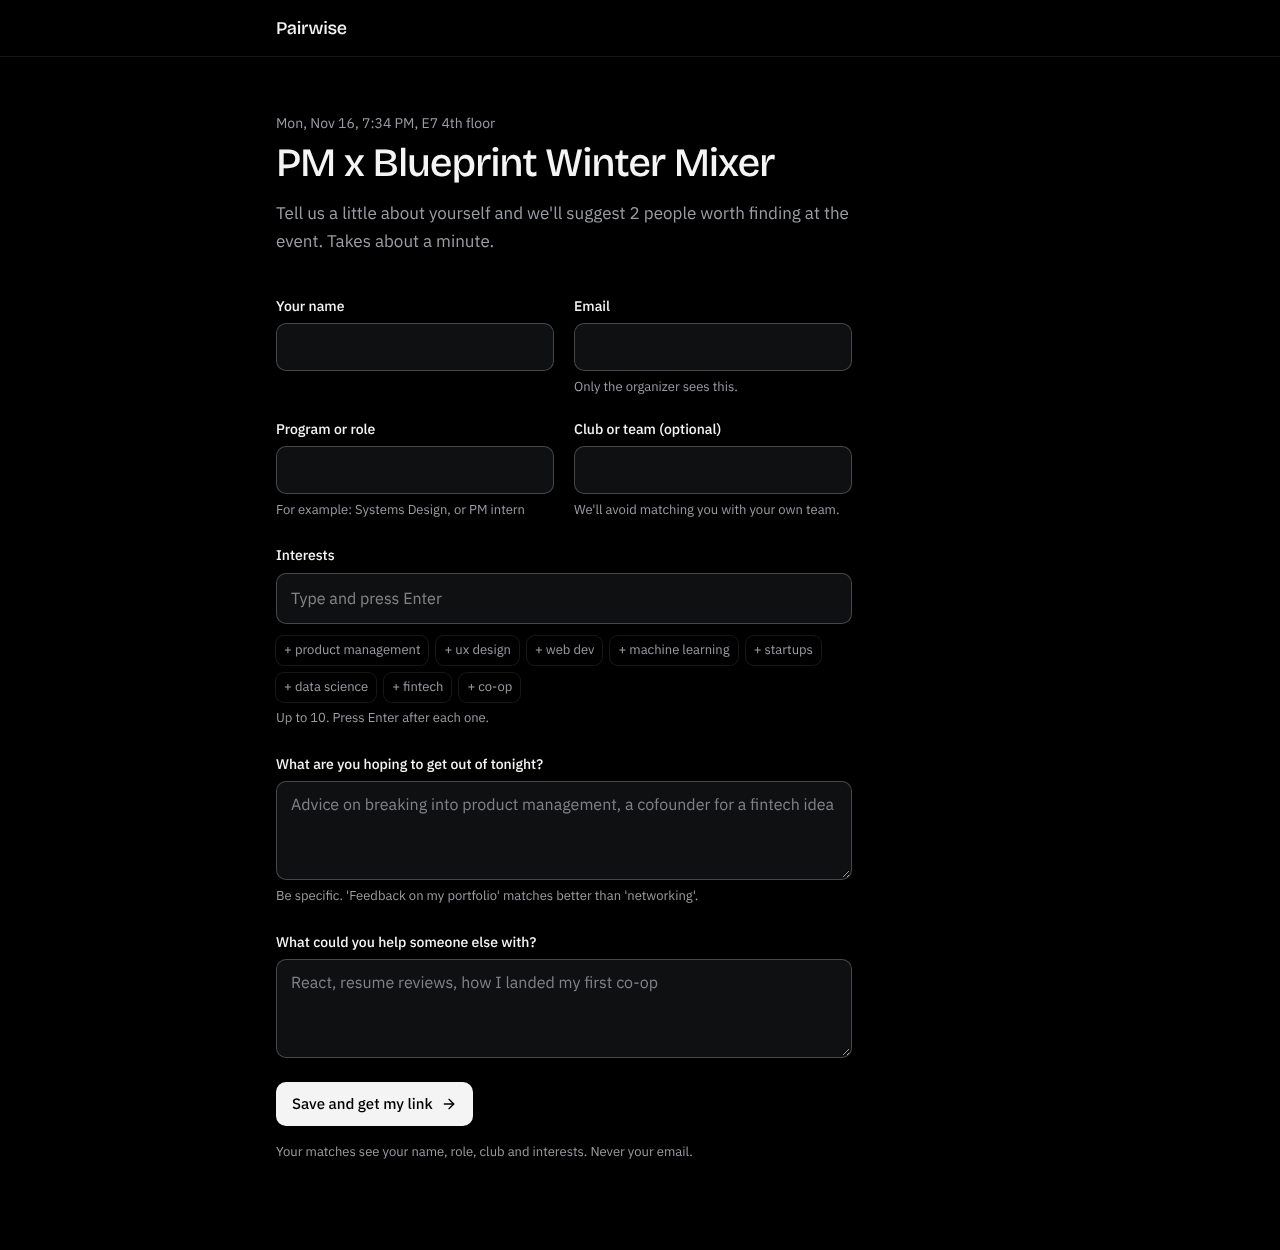 Pairwise
Mon, Nov 16, 7:34 PM, E7 4th floor
PM x Blueprint Winter Mixer
Tell us a little about yourself and we'll suggest 2 people worth finding at the
event. Takes about a minute.
Your name
Email
Only the organizer sees this.
Program or role
Club or team (optional)
For example: Systems Design, or PM intern
We'll avoid matching you with your own team.
Interests
Type and press Enter
+ product management
+ ux design
+ web dev
+ machine learning
+ startups
+ data science
+ fintech
+ co-op
Up to 10. Press Enter after each one.
What are you hoping to get out of tonight?
Advice on breaking into product management, a cofounder for a fintech idea
Be specific. 'Feedback on my portfolio' matches better than 'networking'.
What could you help someone else with?
React, resume reviews, how I landed my first co-op
Save and get my link →
Your matches see your name, role, club and interests. Never your email.